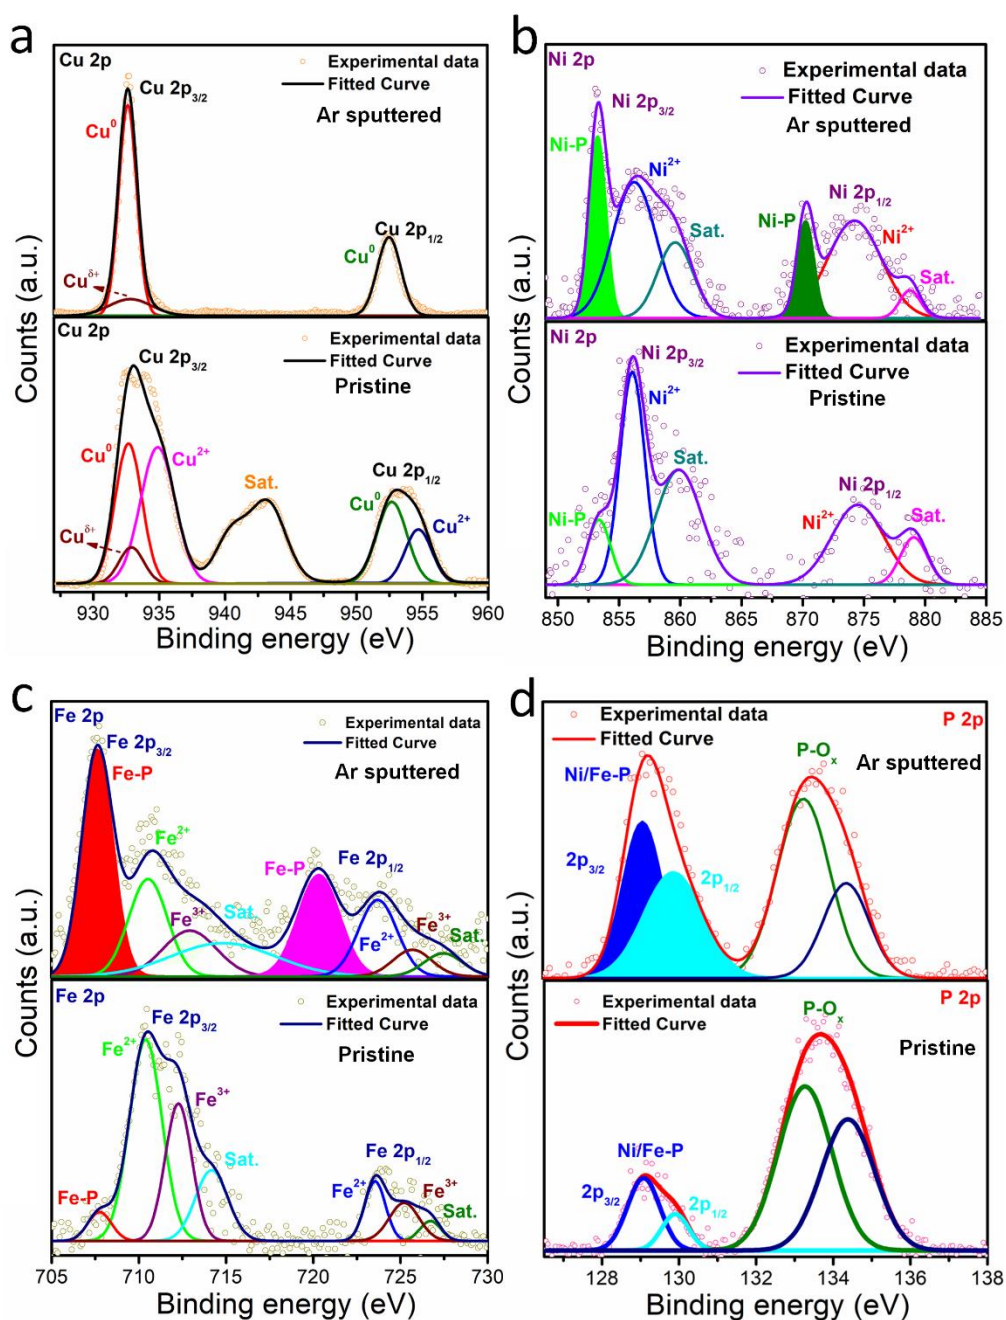 a
Cu 2p
Experimental data
Cu 2p3/2
Fitted Curve
Ar sputtered
Cu0
Cu 2p1/2
Cu0
Cuδ+
Cu 2p
Experimental data
Cu 2p3/2
Fitted Curve
Pristine
Cu0
Cu2+
Sat.
Cu 2p1/2
Cu0
Cu2+
Cuδ+
930 935 940 945 950 955 960
Binding energy (eV)
Counts (a.u.)
b
Ni 2p
Experimental data
Ni 2p3/2
Fitted Curve
Ar sputtered
Ni-P
Ni2+
Ni 2p1/2
Ni-P
Sat.
Ni2+
Sat.
Ni 2p
Experimental data
Ni 2p3/2
Fitted Curve
Ni2+
Pristine
Sat.
Ni 2p1/2
Ni-P
Ni2+
Sat.
850 855 860 865 870 875 880 885
Binding energy (eV)
Counts (a.u.)
c
Fe 2p
Experimental data
Fe 2p3/2
Fitted Curve
Fe-P
Ar sputtered
Fe2+
Fe-P
Fe 2p1/2
Fe3+
Sat.
Fe2+
Fe3+
Sat.
Fe 2p
Experimental data
Fe 2p3/2
Fitted Curve
Fe2+
Pristine
Fe3+
Sat.
Fe 2p1/2
Fe-P
Fe2+
Fe3+
Sat.
705 710 715 720 725 730
Binding energy (eV)
Counts (a.u.)
d
Experimental data
P 2p
Fitted Curve
P-Ox
Ar sputtered
Ni/Fe-P
2p3/2
2p1/2
Experimental data
P 2p
Fitted Curve
P-Ox
Pristine
Ni/Fe-P
2p3/2
2p1/2
128 130 132 134 136 138
Binding energy (eV)
Counts (a.u.)